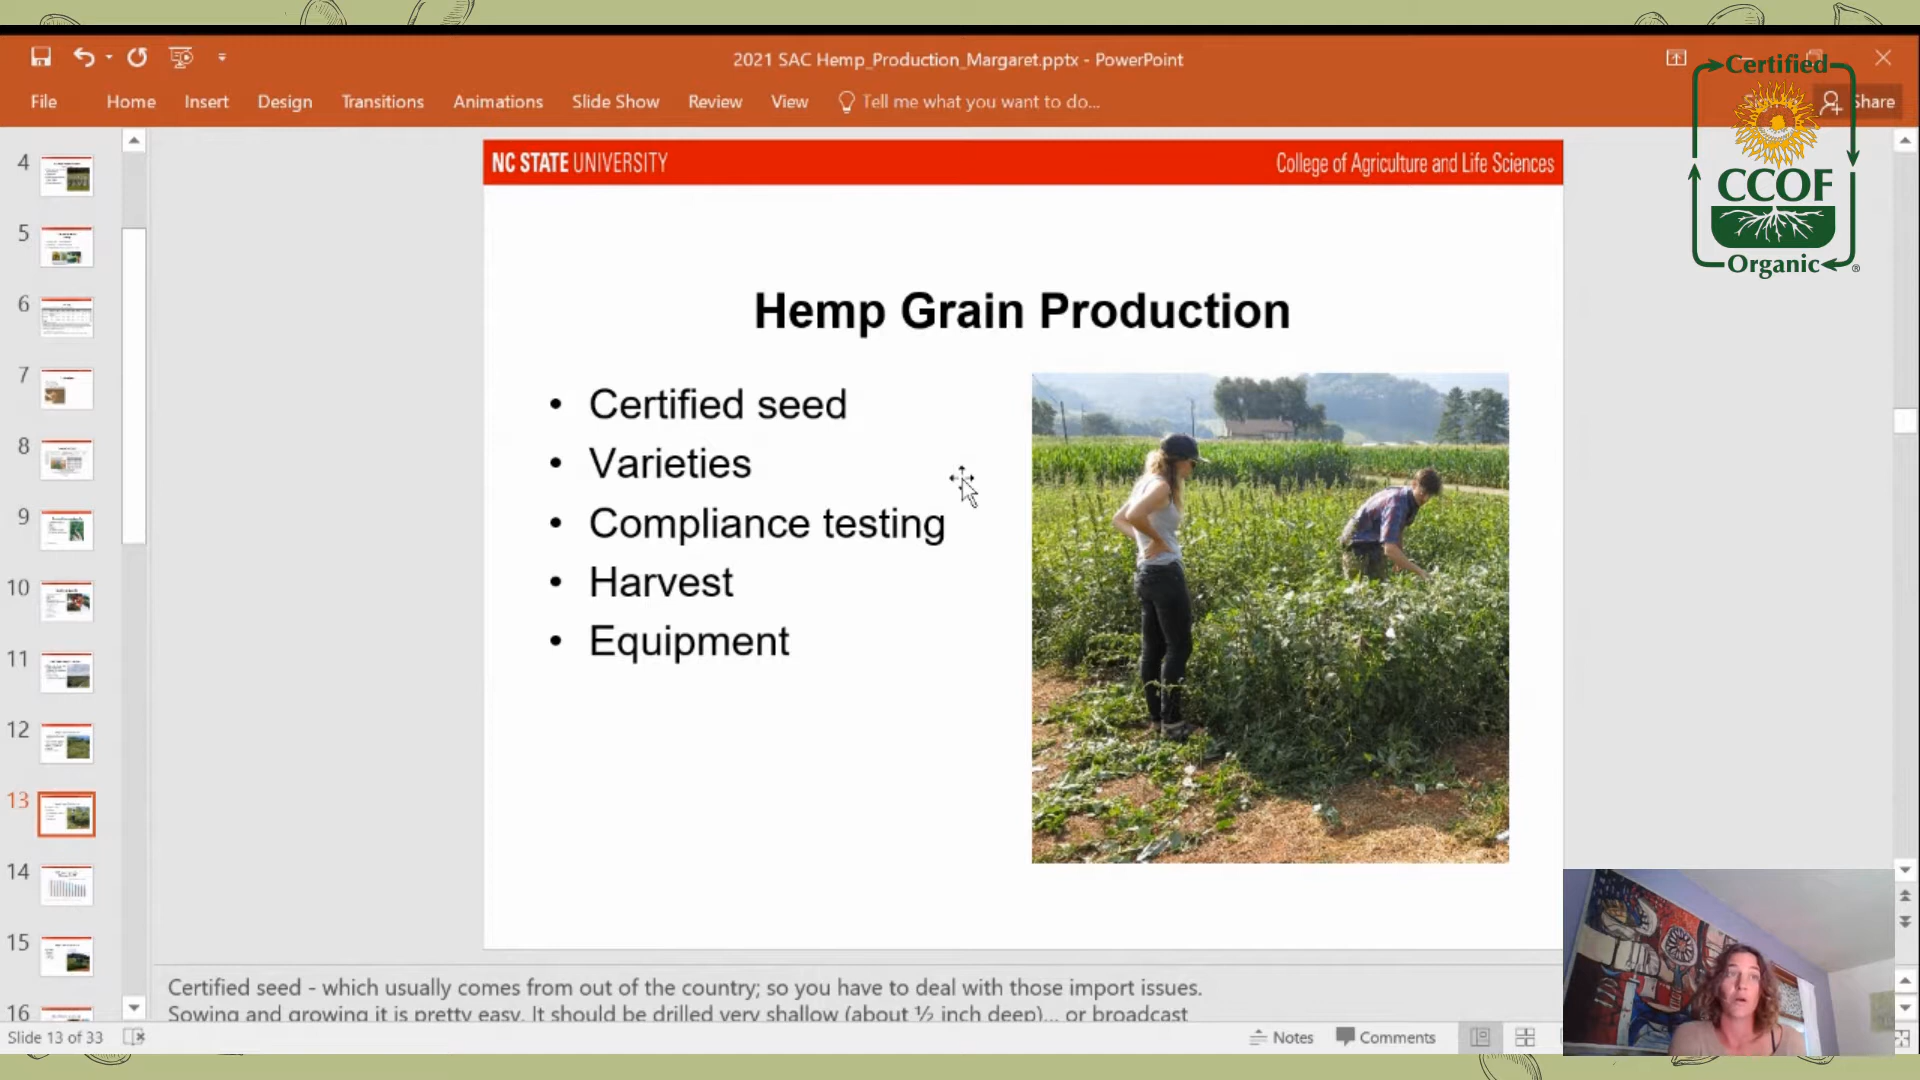 2021 SAC Hemp_Production_Margaret.pptx - PowerPoint
File Home Insert Design Transitions Animations Slide Show Review View Tell me what you want to do... Share
Certified
CCOF
Organic
®
NC STATE UNIVERSITY College of Agriculture and Life Sciences
Hemp Grain Production
• Certified seed
• Varieties
• Compliance testing
• Harvest
• Equipment
4
5
6
7
8
9
10
11
12
13
14
15
16
Certified seed - which usually comes from out of the country; so you have to deal with those import issues.
Sowing and growing it is pretty easy. It should be drilled very shallow (about ½ inch deep)... or broadcast
Slide 13 of 33 Notes Comments